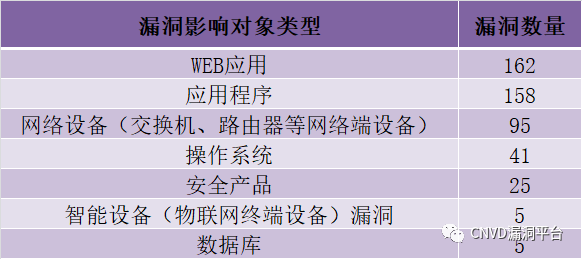 漏洞影响对象类型 漏洞数量
WEB应用 162
应用程序 158
网络设备（交换机、路由器等网络端设备） 95
操作系统 41
安全产品 25
智能设备（物联网终端设备）漏洞 5
数据库 5
CNVD漏洞平台